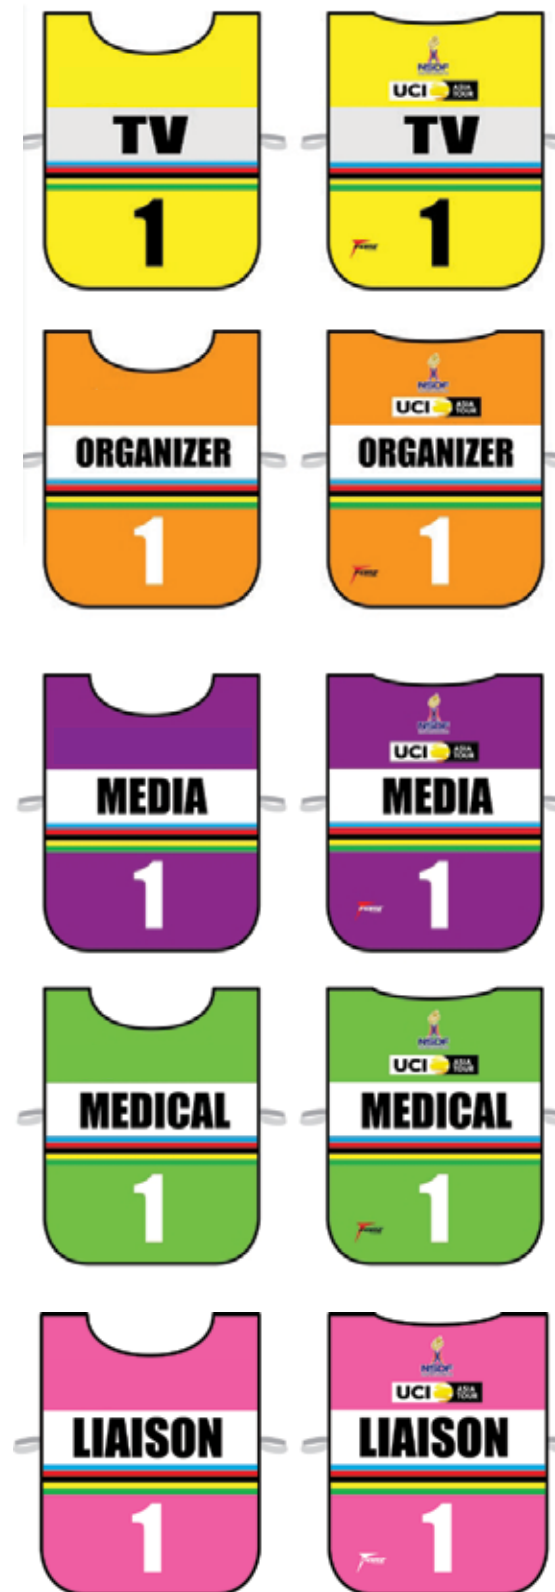 TV
1
NSDF
UCI ASIA TOUR
TV
1
ORGANIZER
1
NSDF
UCI ASIA TOUR
ORGANIZER
1
MEDIA
1
NSDF
UCI ASIA TOUR
MEDIA
1
MEDICAL
1
NSDF
UCI ASIA TOUR
MEDICAL
1
LIAISON
1
NSDF
UCI ASIA TOUR
LIAISON
1